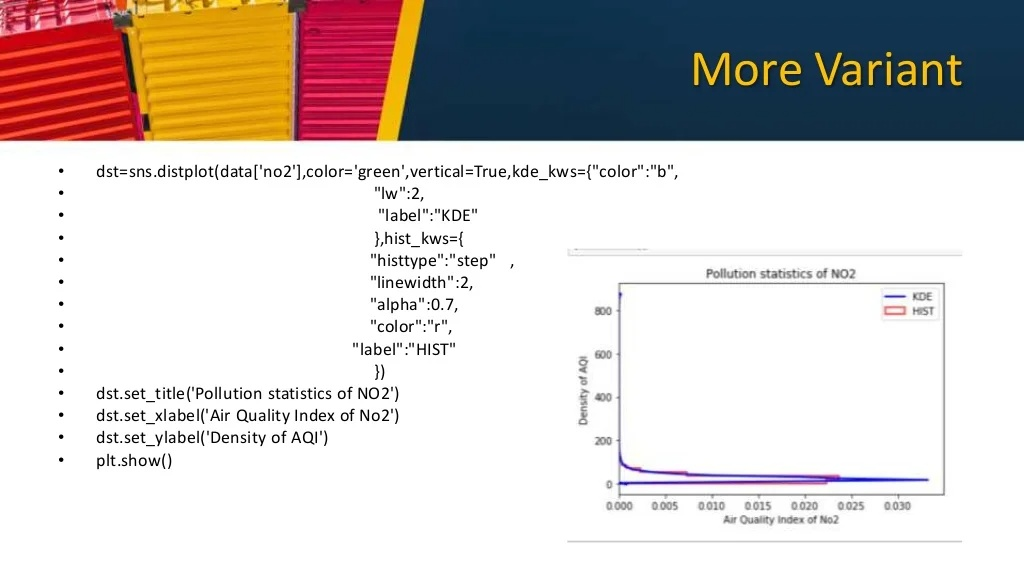 More Variant
• dst=sns.distplot(data['no2'],color='green',vertical=True,kde_kws={"color":"b",
• "lw":2,
• "label":"KDE"
• },hist_kws={
• "histtype":"step" ,
• "linewidth":2,
• "alpha":0.7,
• "color":"r",
• "label":"HIST"
• })
• dst.set_title('Pollution statistics of NO2')
• dst.set_xlabel('Air Quality Index of No2')
• dst.set_ylabel('Density of AQI')
• plt.show()
Pollution statistics of NO2
KDE
HIST
Density of AQI
800
600
400
200
0
0.000 0.005 0.010 0.015 0.020 0.025 0.030
Air Quality Index of No2